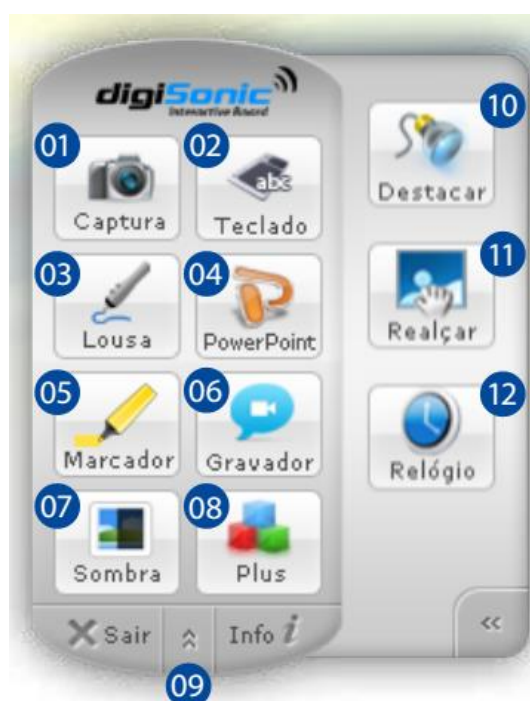 digiSonic
Interactive Board
01
Captura
02
Teclado
03
Lousa
04
PowerPoint
05
Marcador
06
Gravador
07
Sombra
08
abc
Plus
Sair
Info i
09
10
Destacar
11
Realçar
12
Relógio